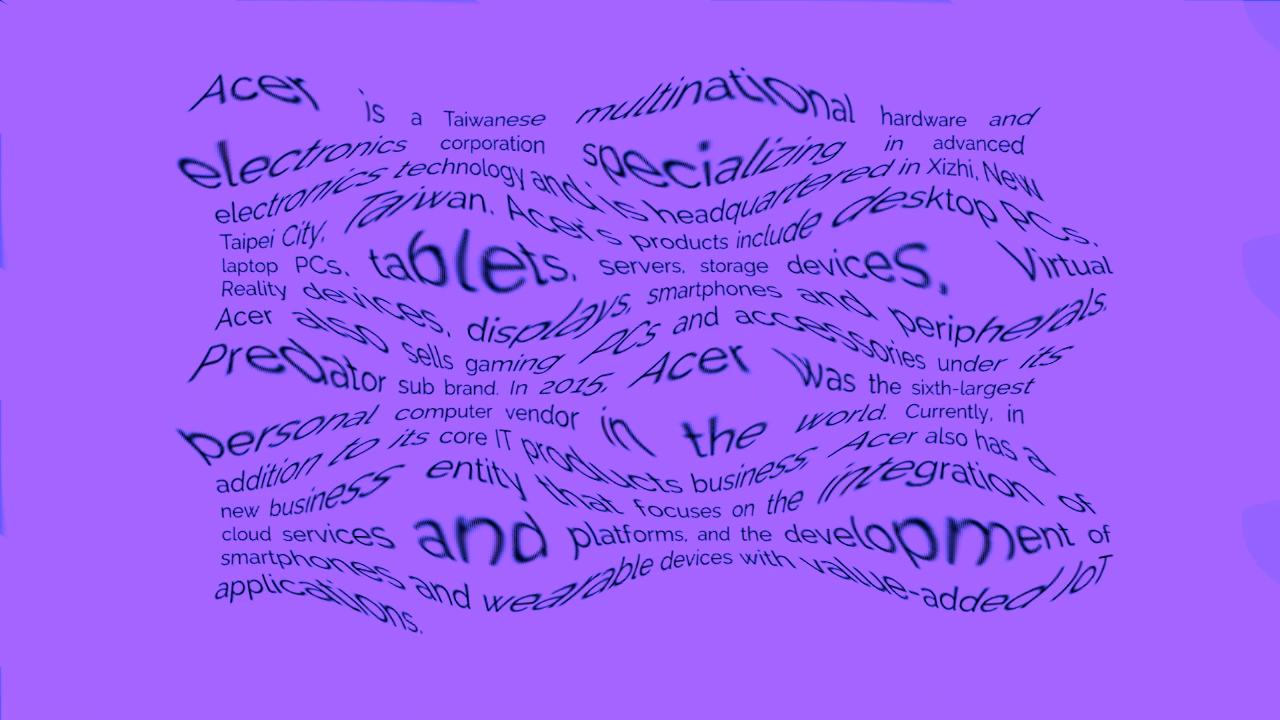 Acer is a Taiwanese multinational hardware and
electronics corporation specializing in advanced
electronics technology and is headquartered in Xizhi, New
Taipei City, Taiwan. Acer's products include desktop PCs,
laptop PCs, tablets, servers, storage devices, Virtual
Reality devices, displays, smartphones and peripherals.
Acer also sells gaming PCs and accessories under its
Predator sub brand. In 2015, Acer was the sixth-largest
personal computer vendor in the world. Currently, in
addition to its core IT products business, Acer also has a
new business entity that focuses on the integration of
cloud services and platforms, and the development of
smartphones and wearable devices with value-added IoT
applications.